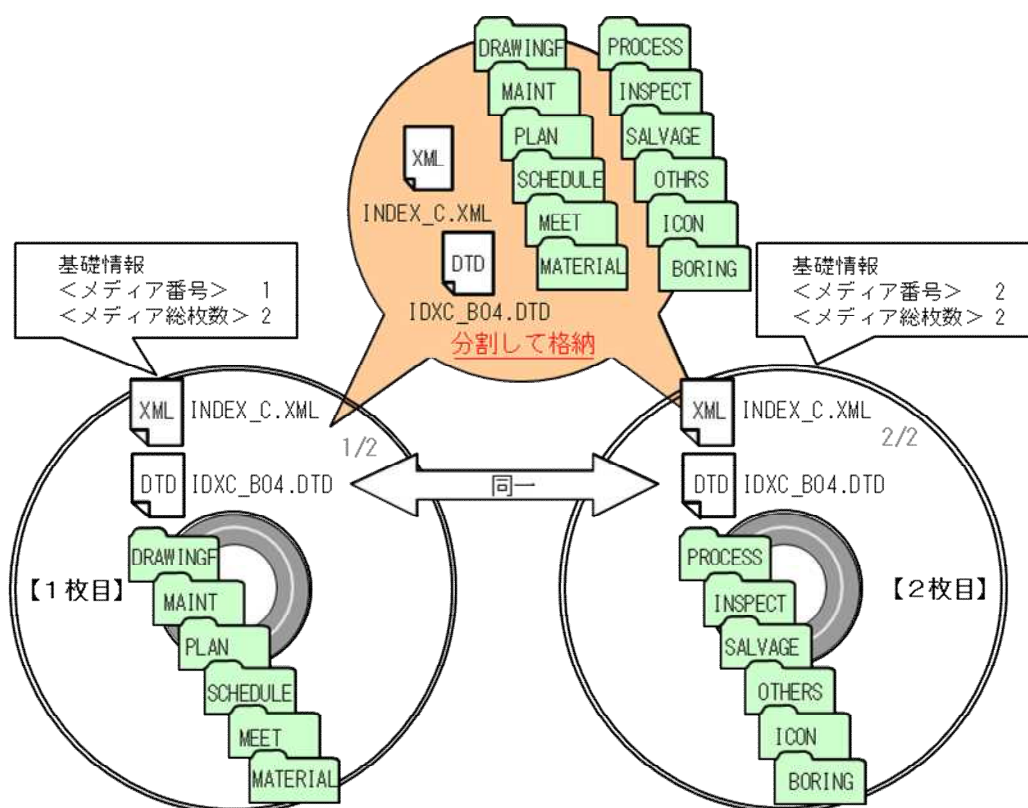 DRAWINGF
MAINT
PLAN
SCHEDULE
MEET
MATERIAL
PROCESS
INSPECT
SALVAGE
OTHRS
ICON
BORING
XML
INDEX_C.XML
DTD
IDXC_B04.DTD
分割して格納
基礎情報
<メディア番号> 1
<メディア総枚数> 2
基礎情報
<メディア番号> 2
<メディア総枚数> 2
XML INDEX_C.XML
1/2
DTD IDXC_B04.DTD
同一
XML INDEX_C.XML
2/2
DTD IDXC_B04.DTD
【1枚目】
DRAWINGF
MAINT
PLAN
SCHEDULE
MEET
MATERIAL
【2枚目】
PROCESS
INSPECT
SALVAGE
OTHERS
ICON
BORING